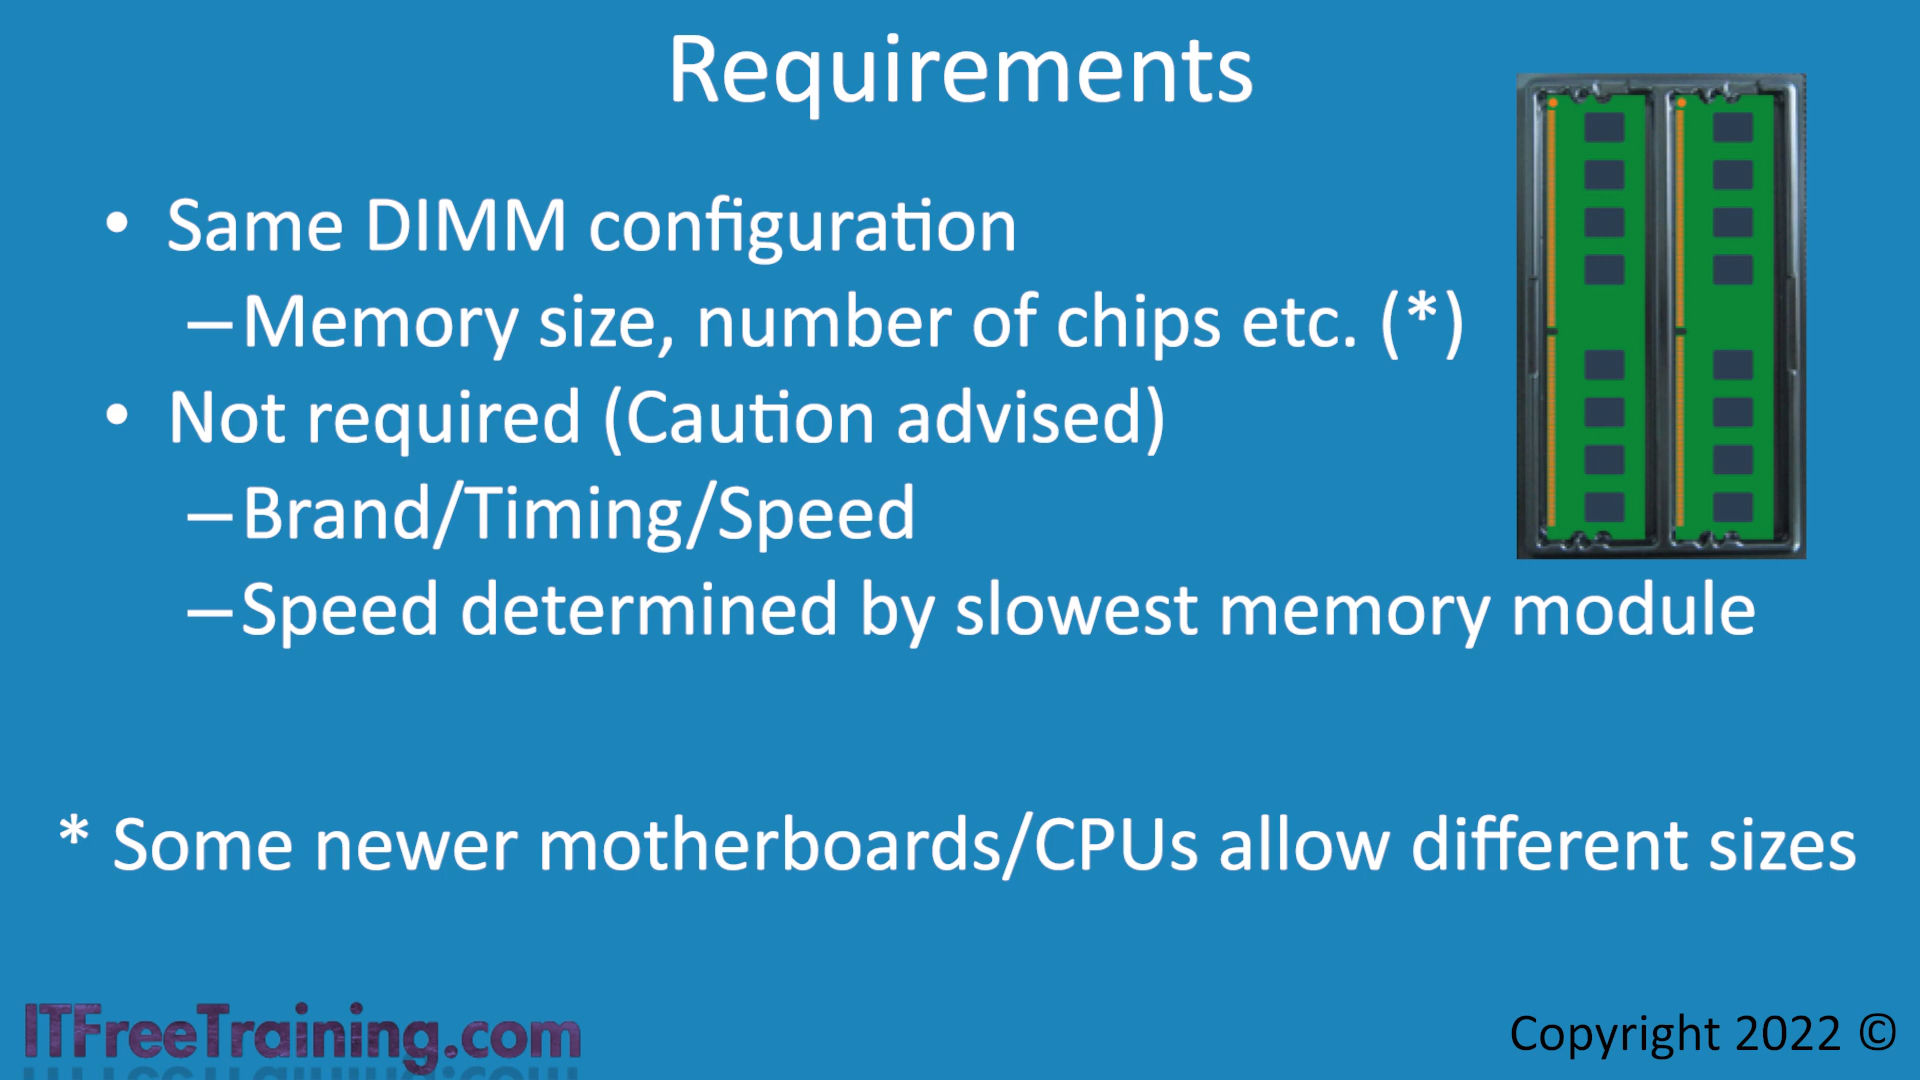 Requirements
• Same DIMM configuration
– Memory size, number of chips etc. (*)
• Not required (Caution advised)
– Brand/Timing/Speed
– Speed determined by slowest memory module
* Some newer motherboards/CPUs allow different sizes
ITFreeTraining.com
Copyright 2022 ©